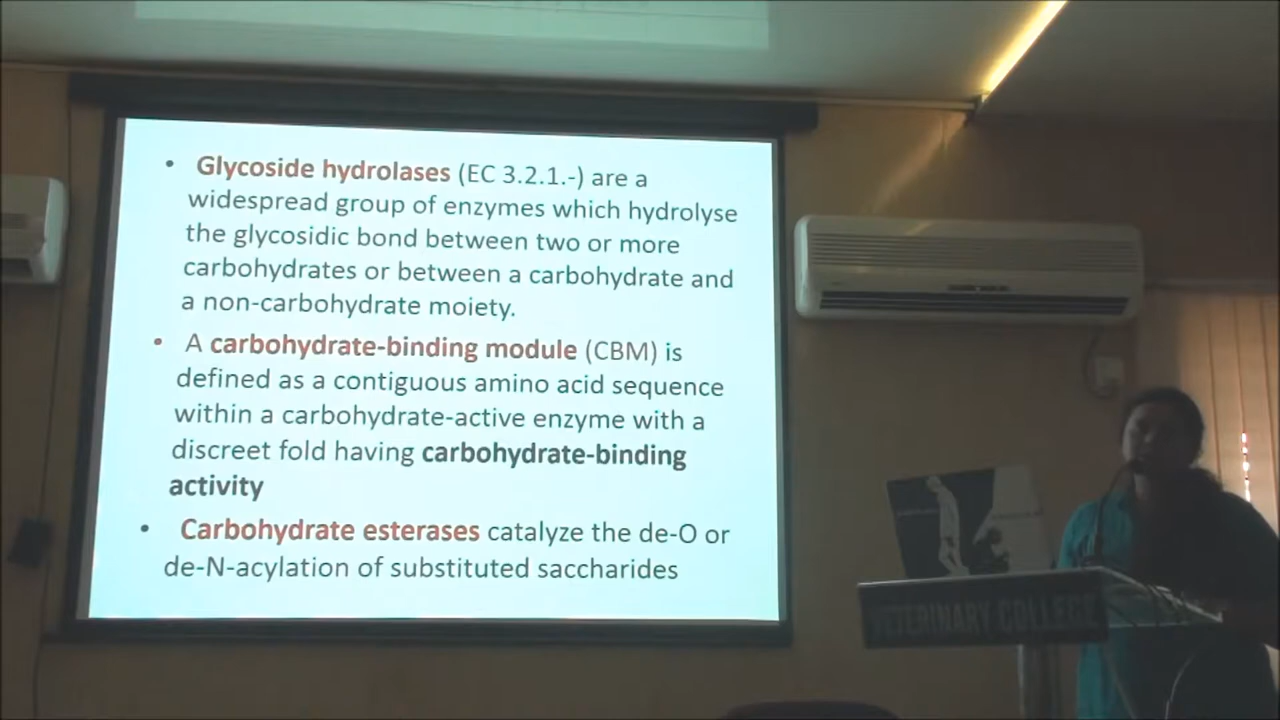 • Glycoside hydrolases (EC 3.2.1.-) are a
widespread group of enzymes which hydrolyse
the glycosidic bond between two or more
carbohydrates or between a carbohydrate and
a non-carbohydrate moiety.
• A carbohydrate-binding module (CBM) is
defined as a contiguous amino acid sequence
within a carbohydrate-active enzyme with a
discreet fold having carbohydrate-binding
activity
• Carbohydrate esterases catalyze the de-O or
de-N-acylation of substituted saccharides
VETERINARY COLLEGE